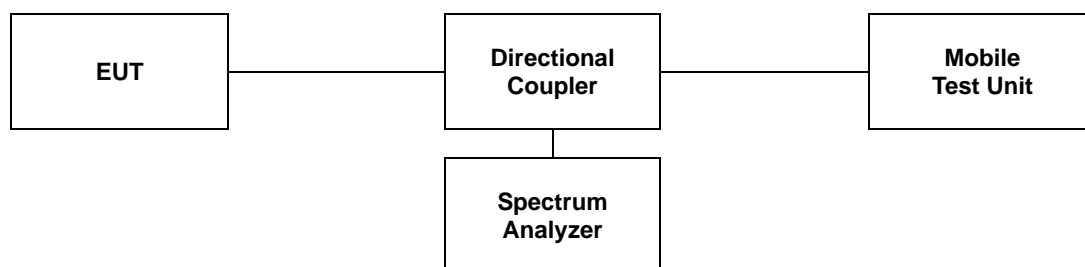 EUT
Directional
Coupler
Mobile
Test Unit
Spectrum
Analyzer